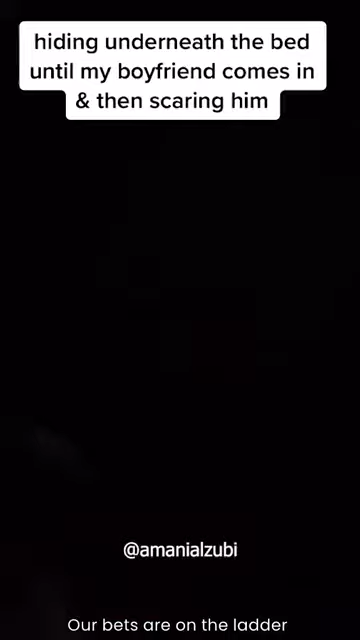 hiding underneath the bed
until my boyfriend comes in
& then scaring him
@amanialzubi
Our bets are on the ladder